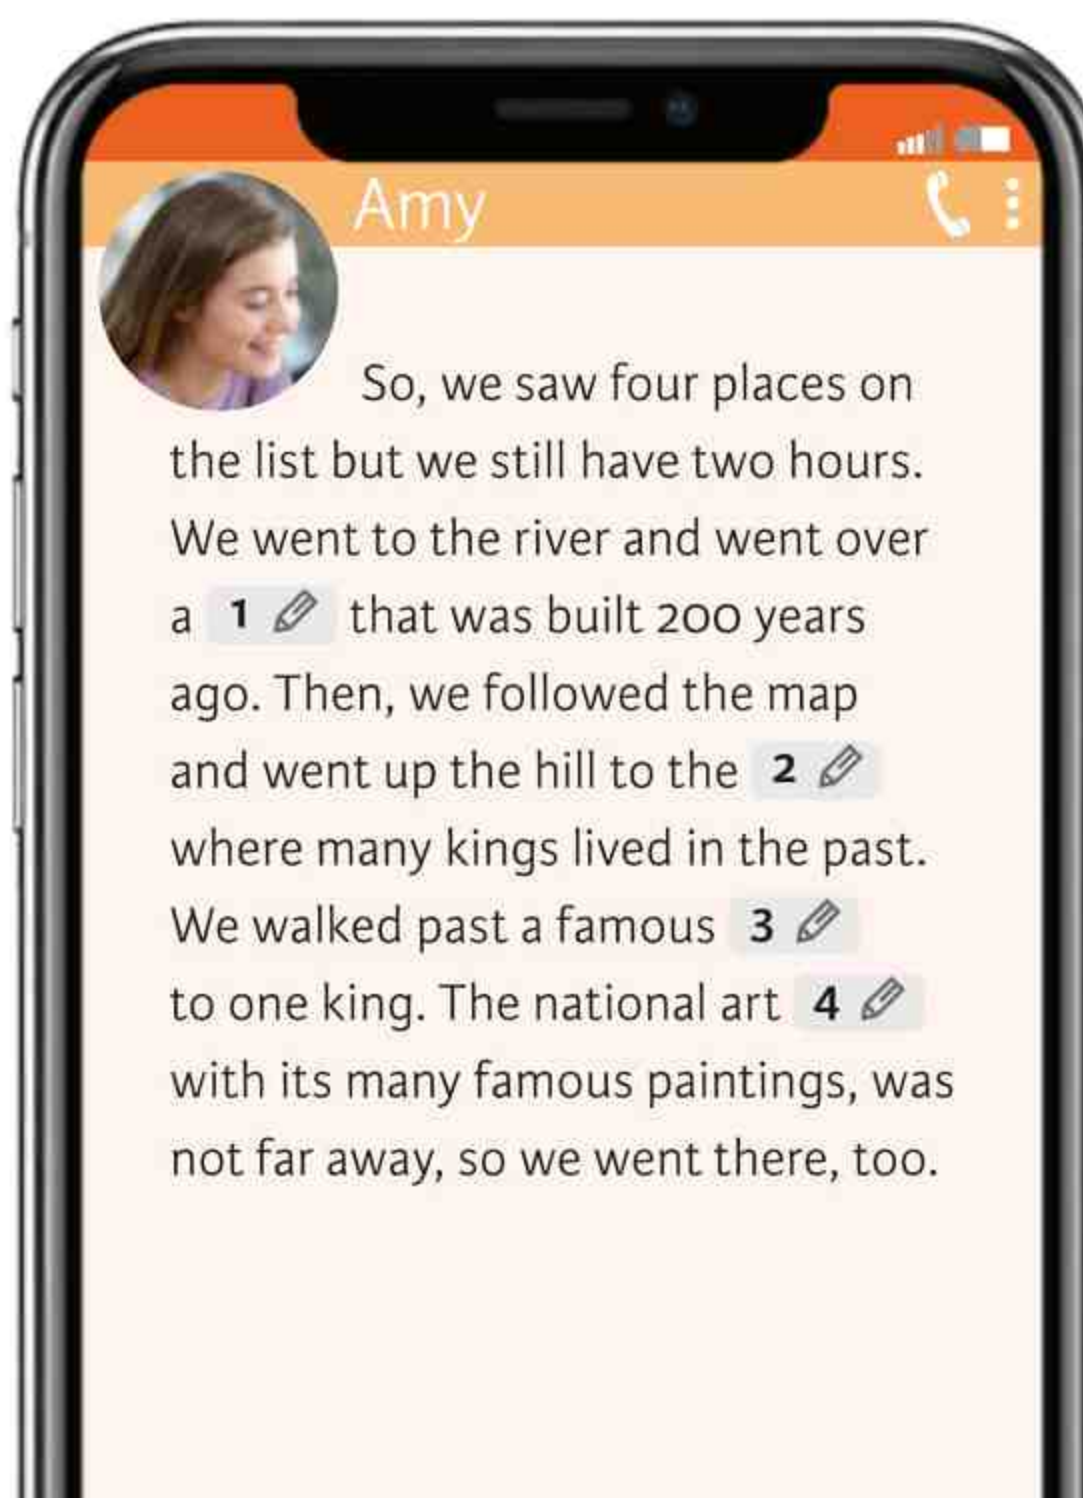 Amy
So, we saw four places on
the list but we still have two hours.
We went to the river and went over
a 1 that was built 200 years
ago. Then, we followed the map
and went up the hill to the 2
where many kings lived in the past.
We walked past a famous 3
to one king. The national art 4
with its many famous paintings, was
not far away, so we went there, too.